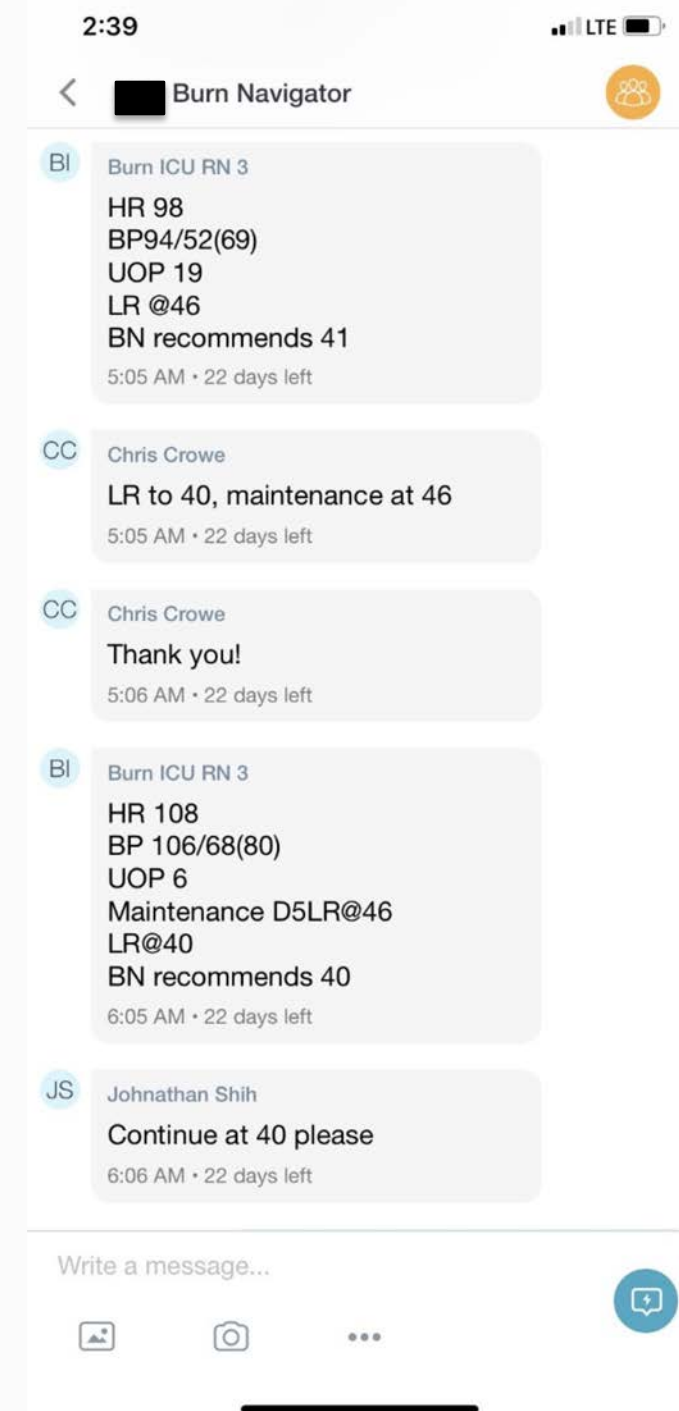 2:39
LTE
Burn Navigator
BI
Burn ICU RN 3
HR 98
BP94/52(69)
UOP 19
LR @46
BN recommends 41
5:05 AM • 22 days left
CC
Chris Crowe
LR to 40, maintenance at 46
5:05 AM • 22 days left
CC
Chris Crowe
Thank you!
5:06 AM • 22 days left
BI
Burn ICU RN 3
HR 108
BP 106/68(80)
UOP 6
Maintenance D5LR@46
LR@40
BN recommends 40
6:05 AM • 22 days left
JS
Johnathan Shih
Continue at 40 please
6:06 AM • 22 days left
Write a message...